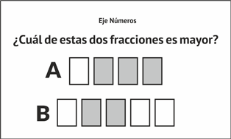 Eje Números
¿Cuál de estas dos fracciones es mayor?
A
B